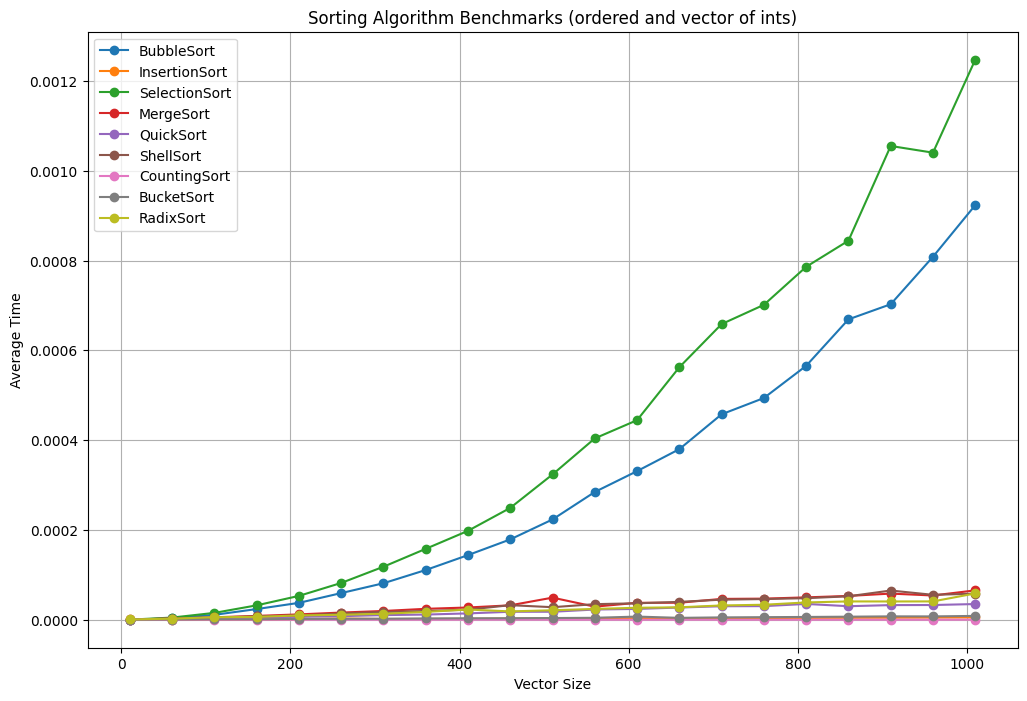 Sorting Algorithm Benchmarks (ordered and vector of ints)
BubbleSort
InsertionSort
SelectionSort
MergeSort
QuickSort
ShellSort
CountingSort
BucketSort
RadixSort
Average Time
0.0012
0.0010
0.0008
0.0006
0.0004
0.0002
0.0000
0
200
400
600
800
1000
Vector Size